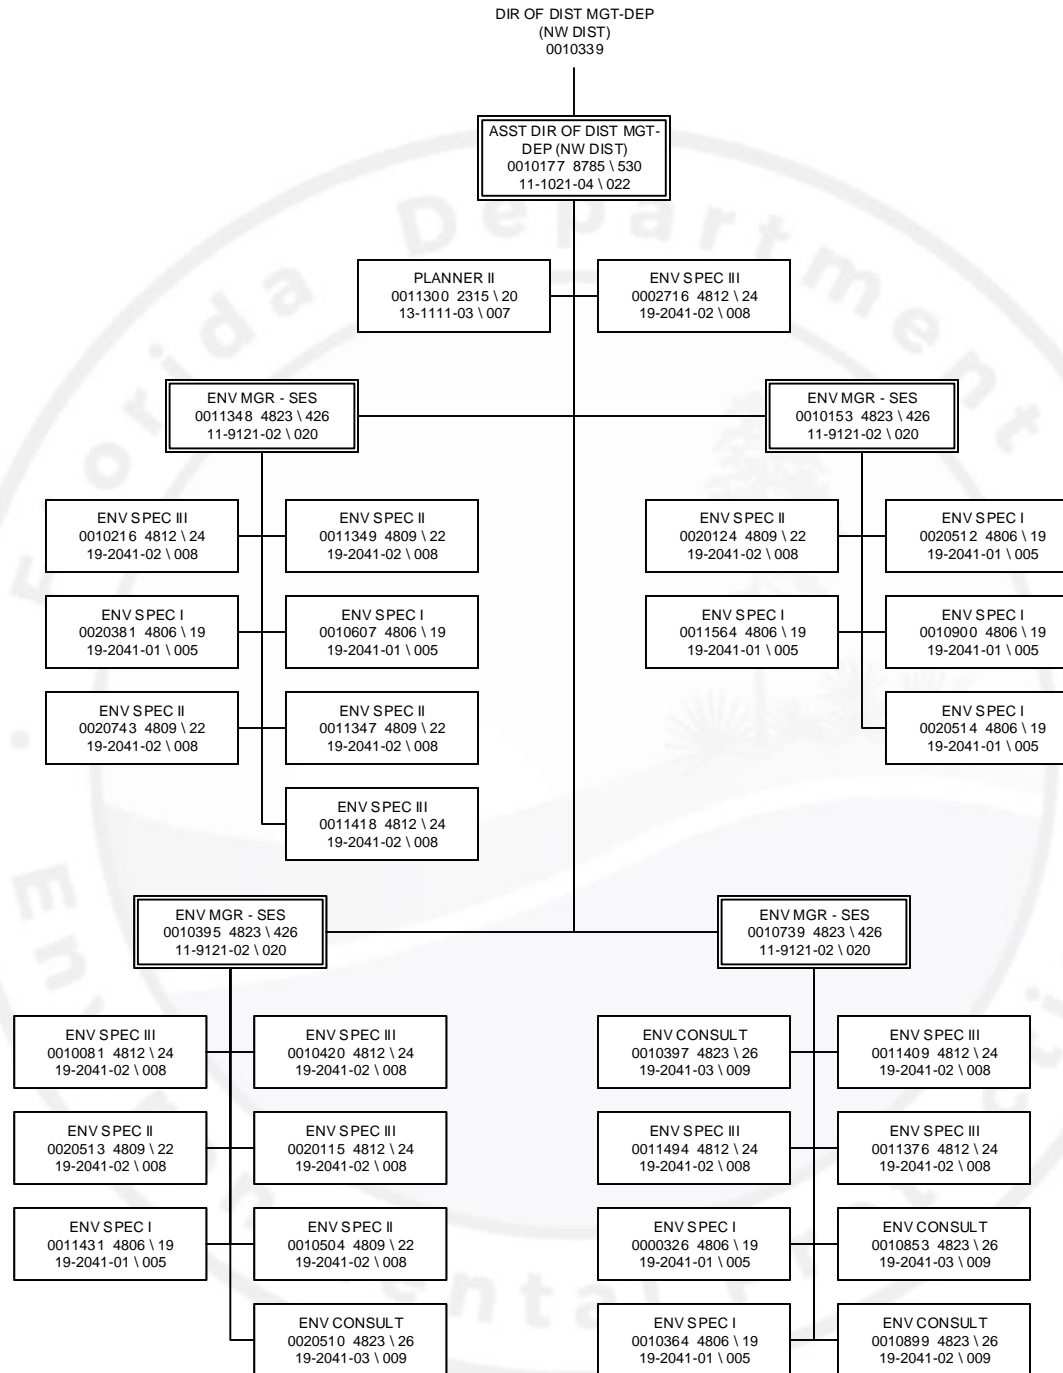 DIR OF DIST MGT-DEP
(NW DIST)
0010339
ASST DIR OF DIST MGT-
DEP (NW DIST)
0010177 8785 \ 530
11-1021-04 \ 022
PLANNER II
0011300 2315 \ 20
13-1111-03 \ 007
ENV SPEC III
0002716 4812 \ 24
19-2041-02 \ 008
ENV MGR - SES
0011348 4823 \ 426
11-9121-02 \ 020
ENV MGR - SES
0010153 4823 \ 426
11-9121-02 \ 020
ENV SPEC III
0010216 4812 \ 24
19-2041-02 \ 008
ENV SPEC II
0011349 4809 \ 22
19-2041-02 \ 008
ENV SPEC II
0020124 4809 \ 22
19-2041-02 \ 008
ENV SPEC I
0020512 4806 \ 19
19-2041-01 \ 005
ENV SPEC I
0020381 4806 \ 19
19-2041-01 \ 005
ENV SPEC I
0010607 4806 \ 19
19-2041-01 \ 005
ENV SPEC I
0011564 4806 \ 19
19-2041-01 \ 005
ENV SPEC I
0010900 4806 \ 19
19-2041-01 \ 005
ENV SPEC II
0020743 4809 \ 22
19-2041-02 \ 008
ENV SPEC II
0011347 4809 \ 22
19-2041-02 \ 008
ENV SPEC I
0020514 4806 \ 19
19-2041-01 \ 005
ENV SPEC III
0011418 4812 \ 24
19-2041-02 \ 008
ENV MGR - SES
0010395 4823 \ 426
11-9121-02 \ 020
ENV MGR - SES
0010739 4823 \ 426
11-9121-02 \ 020
ENV SPEC III
0010081 4812 \ 24
19-2041-02 \ 008
ENV SPEC III
0010420 4812 \ 24
19-2041-02 \ 008
ENV CONSULT
0010397 4823 \ 26
19-2041-03 \ 009
ENV SPEC III
0011409 4812 \ 24
19-2041-02 \ 008
ENV SPEC II
0020513 4809 \ 22
19-2041-02 \ 008
ENV SPEC III
0020115 4812 \ 24
19-2041-02 \ 008
ENV SPEC III
0011494 4812 \ 24
19-2041-02 \ 008
ENV SPEC III
0011376 4812 \ 24
19-2041-02 \ 008
ENV SPEC I
0011431 4806 \ 19
19-2041-01 \ 005
ENV SPEC II
0010504 4809 \ 22
19-2041-02 \ 008
ENV SPEC I
0000326 4806 \ 19
19-2041-01 \ 005
ENV CONSULT
0010853 4823 \ 26
19-2041-03 \ 009
ENV CONSULT
0020510 4823 \ 26
19-2041-03 \ 009
ENV SPEC I
0010364 4806 \ 19
19-2041-01 \ 005
ENV CONSULT
0010899 4823 \ 26
19-2041-02 \ 009
Florida Department